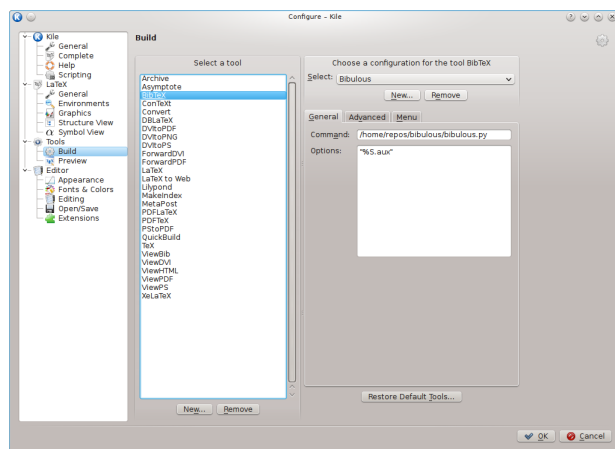 Configure - Kile
Kile
General
Complete
Help
Scripting
LaTeX
General
Environments
Graphics
Structure View
Symbol View
Tools
Build
Preview
Editor
Appearance
Fonts & Colors
Editing
Open/Save
Extensions
Build
Select a tool
Archive
Asymptote
BibTeX
ConTeXt
Convert
DBLaTeX
DVItoPDF
DVItoPNG
DVItoPS
ForwardDVI
ForwardPDF
LaTeX
LaTeX to Web
Lilypond
MakeIndex
MetaPost
PDFLaTeX
PDFtoPS
PStoPDF
QuickBuild
TeX
ViewBib
ViewDVI
ViewHTML
ViewPDF
ViewPS
XeLaTeX
New... Remove
Choose a configuration for the tool BibTeX
Select: Bibulous
New... Remove
General Advanced Menu
Command: /home/repos/bibulous/bibulous.py
Options: "%S.aux"
Restore Default Tools...
OK Cancel